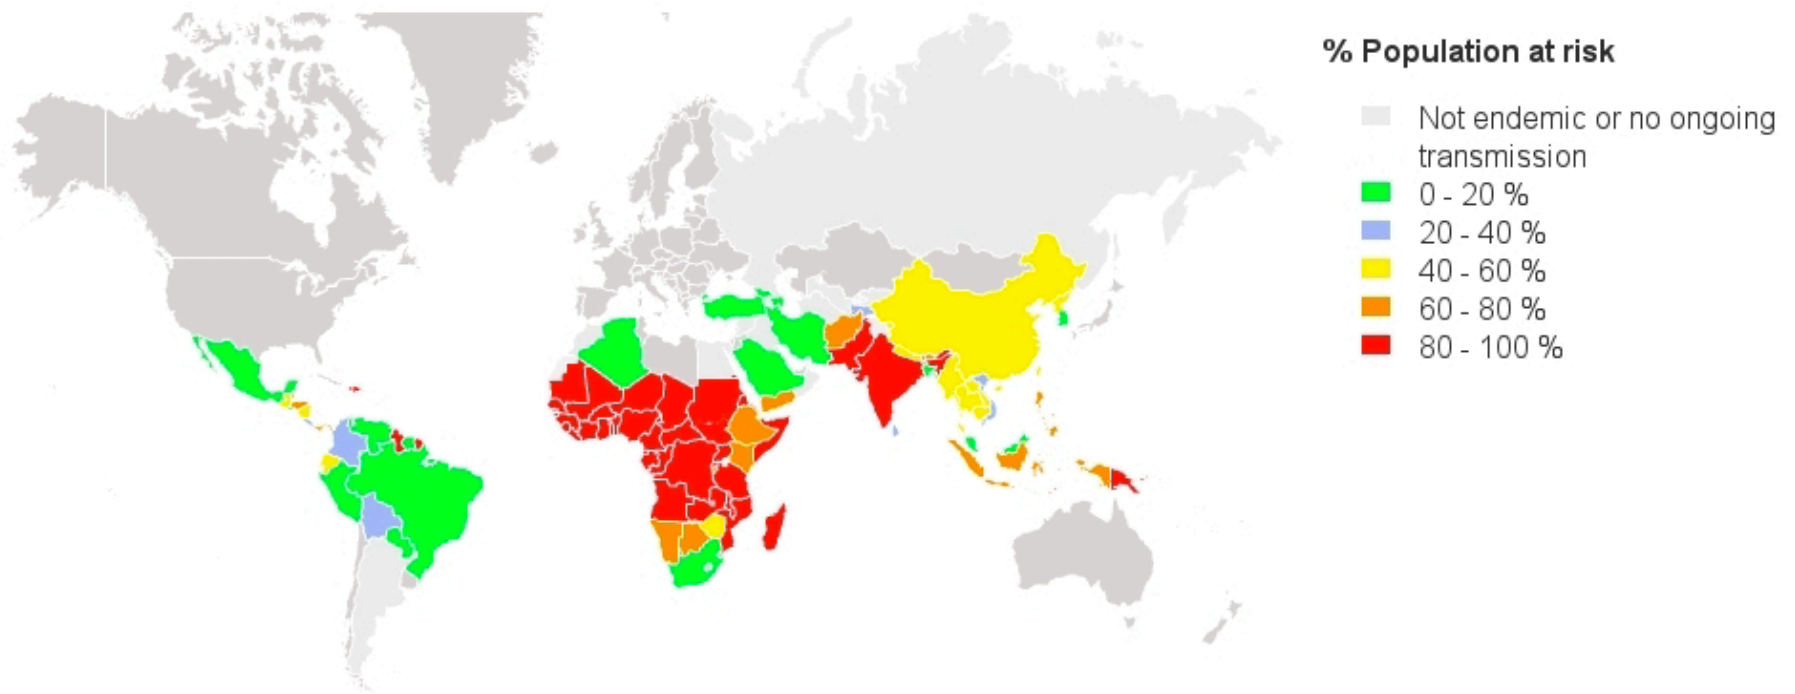 % Population at risk
Not endemic or no ongoing
transmission
0 - 20 %
20 - 40 %
40 - 60 %
60 - 80 %
80 - 100 %